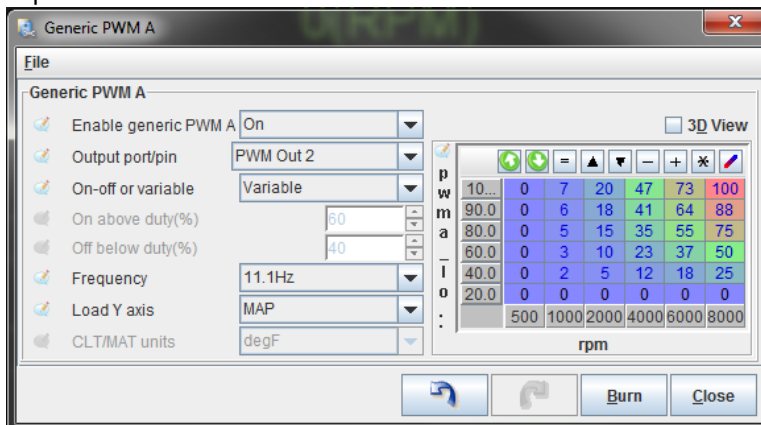 Generic PWM A
0(RPM)
File
Generic PWM A
Enable generic PWM A On
3D View
Output port/pin PWM Out 2
On-off or variable Variable
On above duty(%) 60
Off below duty(%) 40
Frequency 11.1Hz
Load Y axis MAP
CLT/MAT units degF
pwma_lo:
= - + *
10... 0 7 20 47 73 100
90.0 0 6 18 41 64 88
80.0 0 5 15 35 55 75
60.0 0 3 10 23 37 50
40.0 0 2 5 12 18 25
20.0 0 0 0 0 0 0
500 1000 2000 4000 6000 8000
rpm
Burn Close